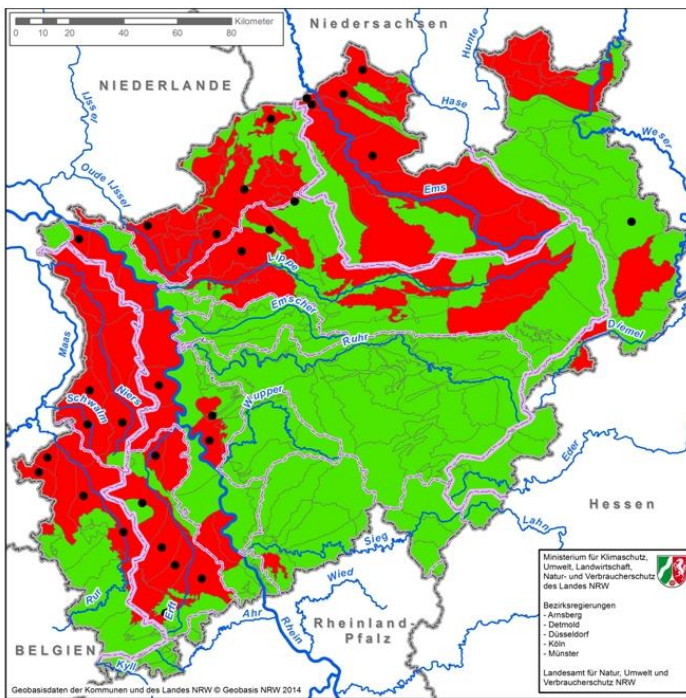 0 10 20 40 60 80
Kilometer
Niedersachsen
NIEDERLANDE
IJssel
Hunte
Hase
Weser
Oude IJssel
Ems
Lippe
Emscher
Ruhr
Diemel
Maas
Schwalm
Niers
Wupper
Eder
Hessen
Lahn
Sieg
Wied
Rur
Erft
Ahr
Rhein
Rheinland-
Pfalz
BELGIEN
Kyll
Ministerium für Klimaschutz,
Umwelt, Landwirtschaft,
Natur- und Verbraucherschutz
des Landes NRW
Bezirksregierungen
- Arnsberg
- Detmold
- Düsseldorf
- Köln
- Münster
Landesamt für Natur, Umwelt und
Verbraucherschutz NRW
Geobasisdaten der Kommunen und des Landes NRW © Geobasis NRW 2014